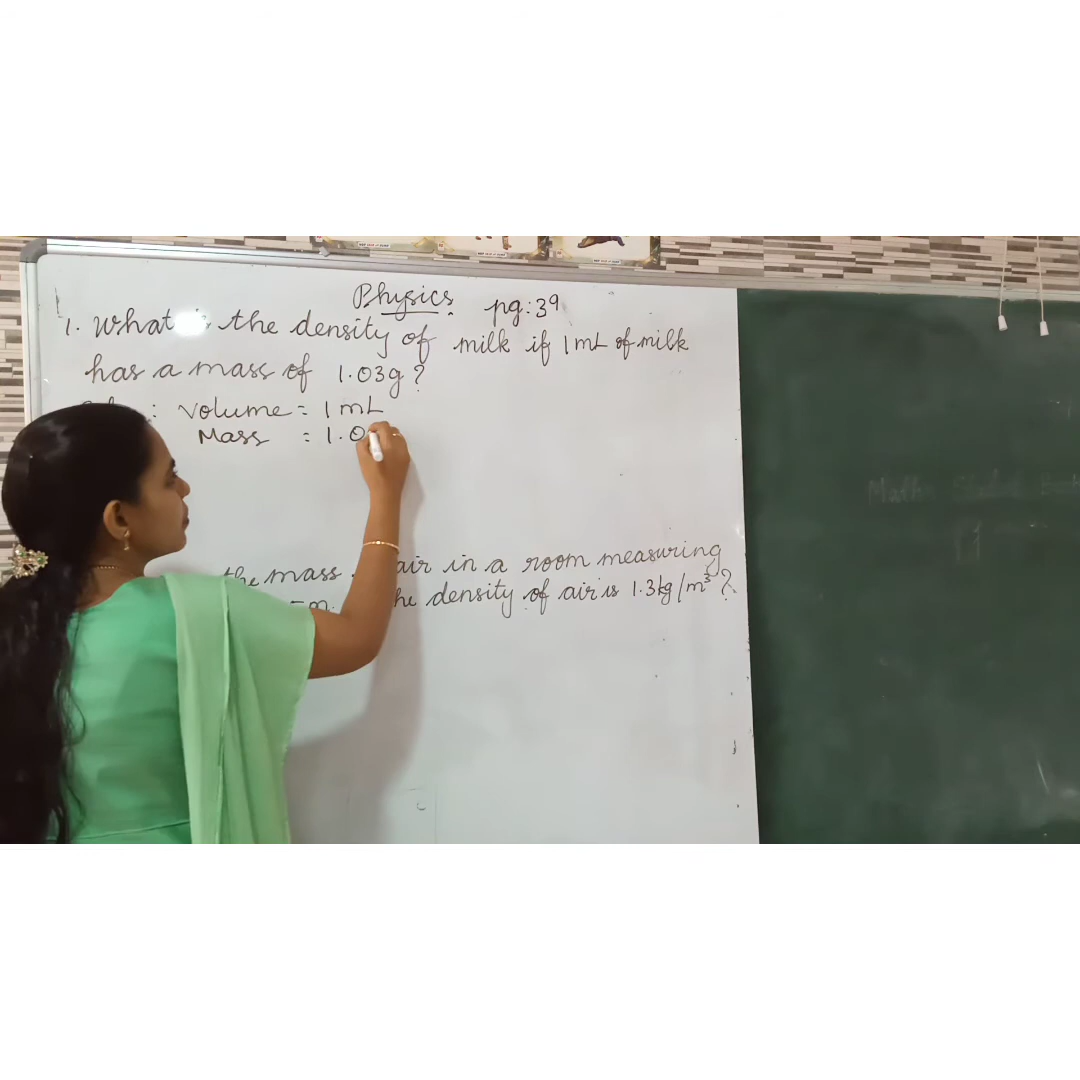 Physics pg:39
1. What is the density of milk if 1mL of milk
has a mass of 1.03g?
: Volume = 1mL
Mass = 1.0
the mass air in a room measuring
the density of air is 1.3kg/m³?